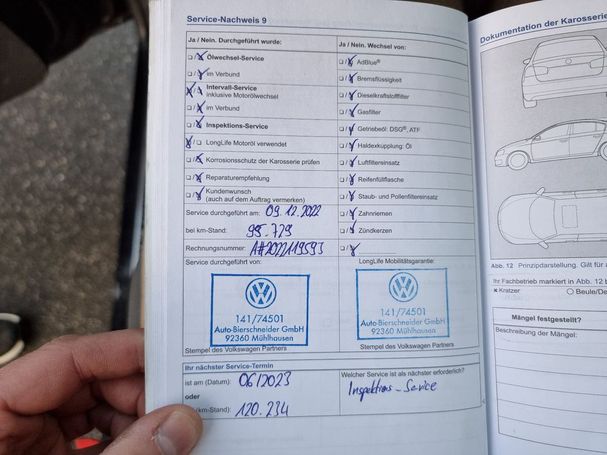 Service-Nachweis 9
Ja / Nein. Durchgeführt wurde:
Ölwechsel-Service
im Verbund
Intervall-Service
inklusive Motorölwechsel
im Verbund
Inspektions-Service
LongLife Motoröl verwendet
Korrosionsschutz der Karosserie prüfen
Reparaturempfehlung
Kundenwunsch
(auch auf dem Auftrag vermerken)
Service durchgeführt am: 09.12.2022
bei km-Stand: 95.729
Rechnungsnummer: A#2022119593
Service durchgeführt von:
141/74501
Auto-Bierschneider GmbH
92360 Mühlhausen
Stempel des Volkswagen Partners
Ja / Nein. Wechsel von:
AdBlue®
Bremsflüssigkeit
Dieselkraftstofffilter
Gasfilter
Getriebeöl: DSG®, ATF
Haldexkupplung: Öl
Luftfiltereinsatz
Reifenfüllflasche
Staub- und Pollenfiltereinsatz
Zahnriemen
Zündkerzen
LongLife Mobilitätsgarantie:
141/74501
Auto-Bierschneider GmbH
92360 Mühlhausen
Stempel des Volkswagen Partners
Ihr nächster Service-Termin
ist am (Datum): 06/2023
oder
(km-Stand): 120.234
Welcher Service ist als nächster erforderlich?
Inspektions-Sevice
Dokumentation der Karosserie
Abb. 12 Prinzipdarstellung. Gilt für
Ihr Fachbetrieb markiert in Abb. 12
Kratzer
Beule/De
Mängel festgestellt?
Beschreibung der Mängel: